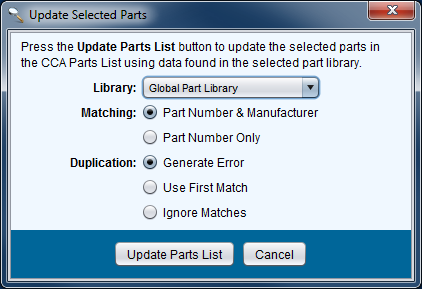 Update Selected Parts
Press the Update Parts List button to update the selected parts in
the CCA Parts List using data found in the selected part library.
Library: Global Part Library
Matching: Part Number & Manufacturer
Part Number Only
Duplication: Generate Error
Use First Match
Ignore Matches
Update Parts List Cancel